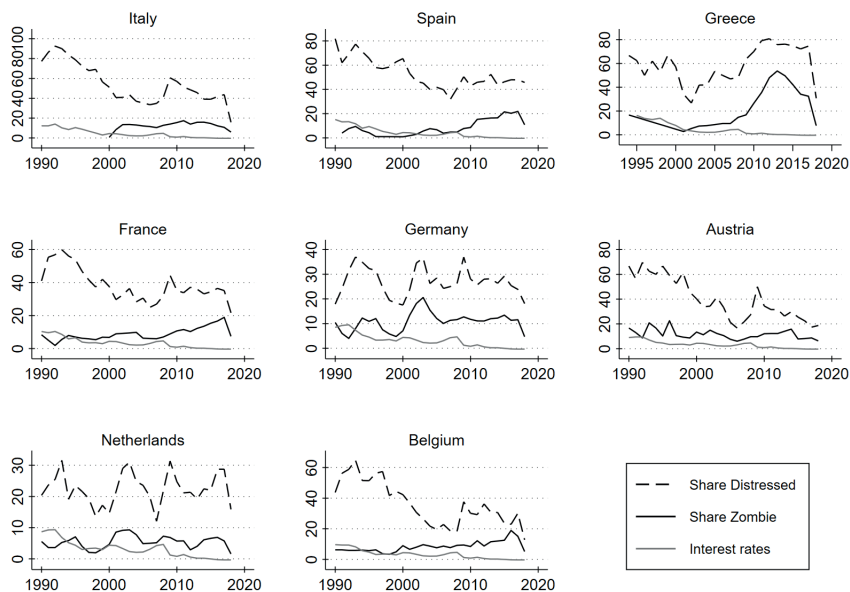 Italy
Spain
Greece
0 20 40 60 80100
0 20 40 60 80
0 20 40 60 80
1990 2000 2010 2020
1990 2000 2010 2020
1995 2000 2005 2010 2015 2020
France
Germany
Austria
0 20 40 60
0 10 20 30 40
0 20 40 60 80
1990 2000 2010 2020
1990 2000 2010 2020
1990 2000 2010 2020
Netherlands
Belgium
0 10 20 30
0 20 40 60
1990 2000 2010 2020
1990 2000 2010 2020
Share Distressed
Share Zombie
Interest rates